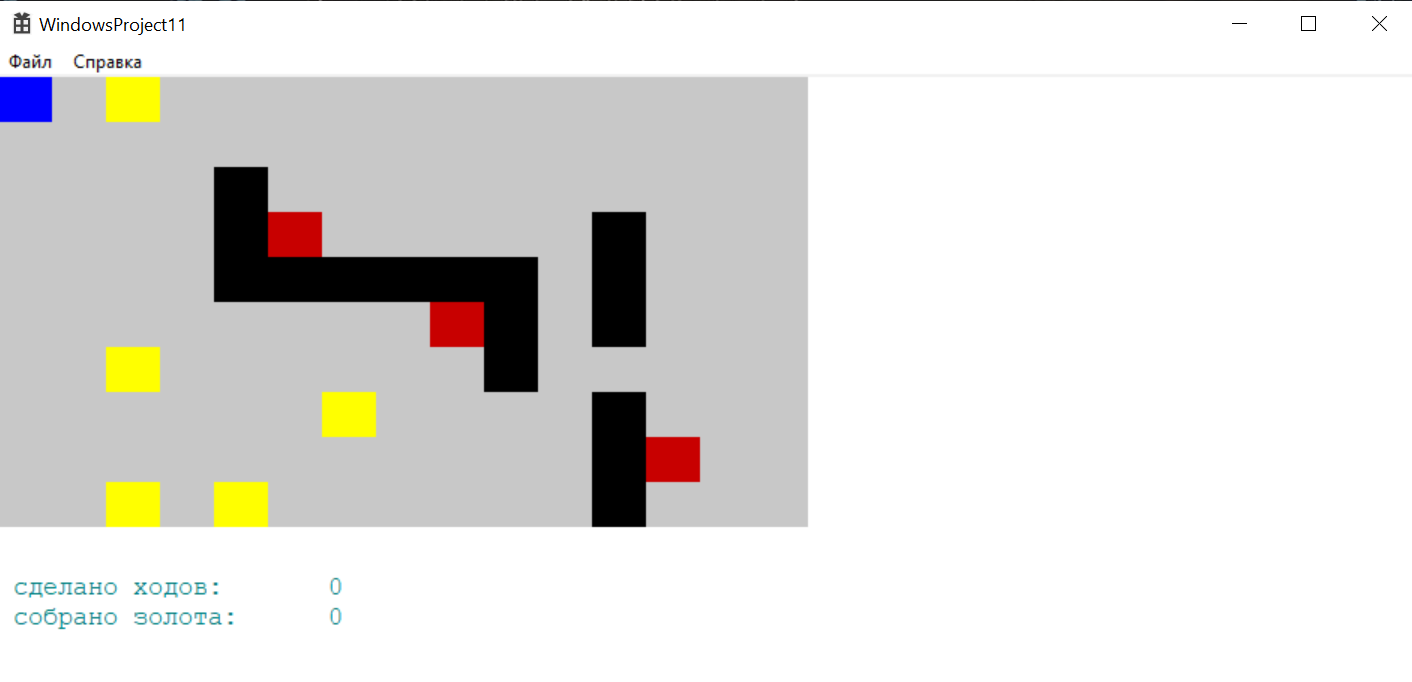 WindowsProject11
Файл Справка
сделано ходов: 0
собрано золота: 0